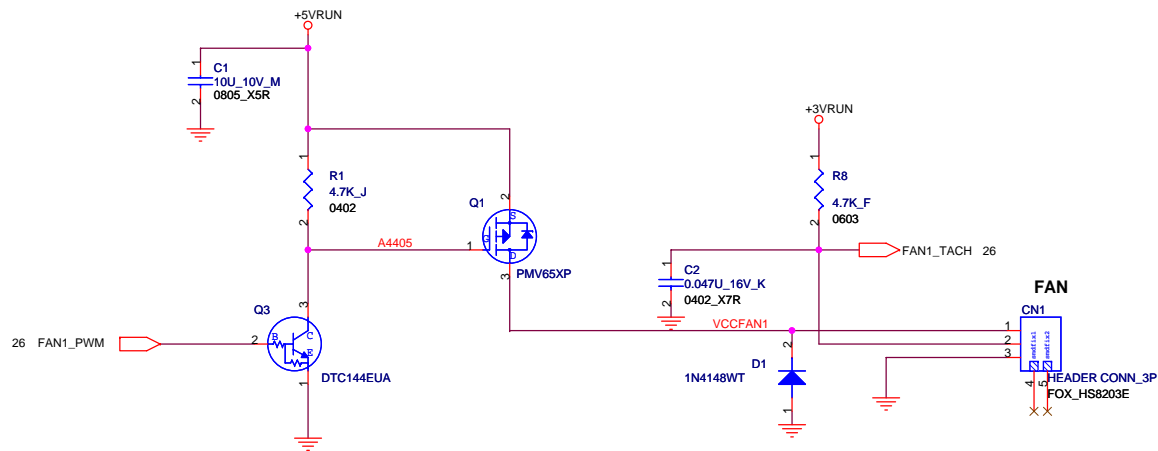 +5VRUN
1
C1
10U_10V_M
0805_X5R
2
+3VRUN
1
R1
4.7K_J
0402
2
1
R8
4.7K_F
0603
2
Q1
2
S
G
D
1
3
PMV65XP
A4405
FAN1_TACH 26
1
C2
0.047U_16V_K
0402_X7R
2
FAN
CN1
VCCFAN1
1
2
3
Q3
3
26 FAN1_PWM
2
B
C
E
1
DTC144EUA
2
D1
1N4148WT
1
endfix1
endfix2
4
5
HEADER CONN_3P
FOX_HS8203E